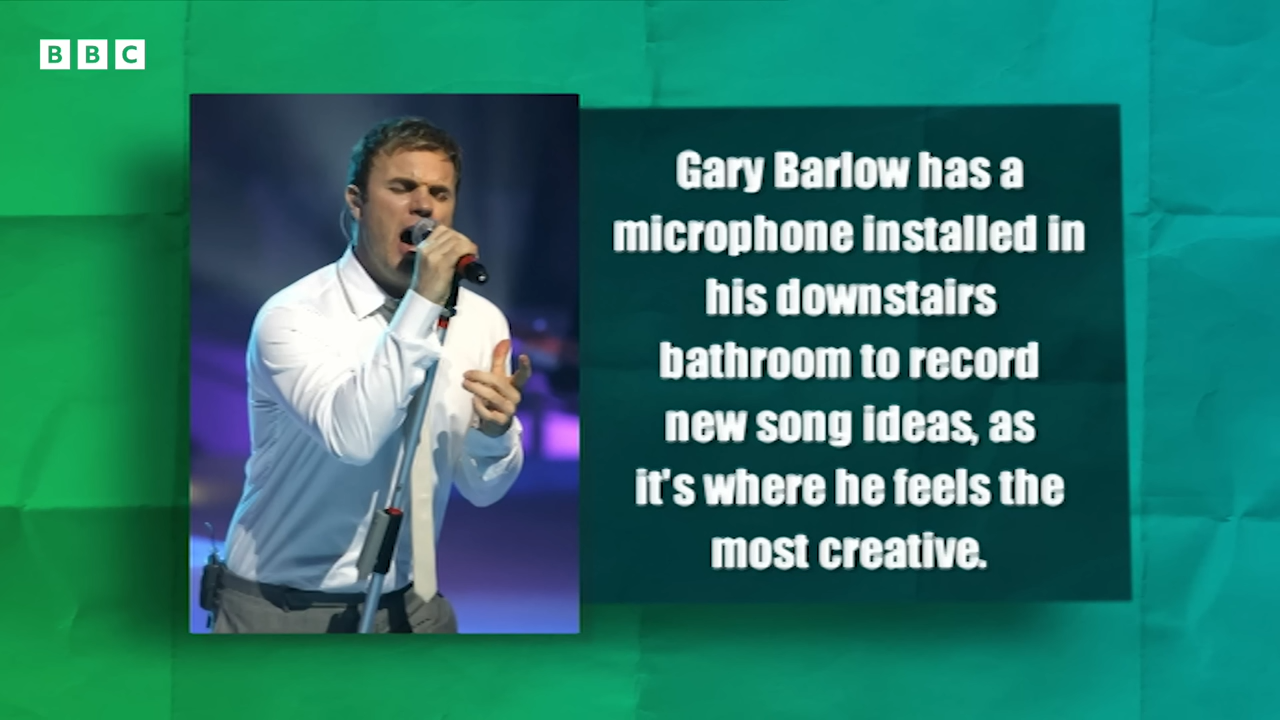 BBC
Gary Barlow has a
microphone installed in
his downstairs
bathroom to record
new song ideas, as
it's where he feels the
most creative.